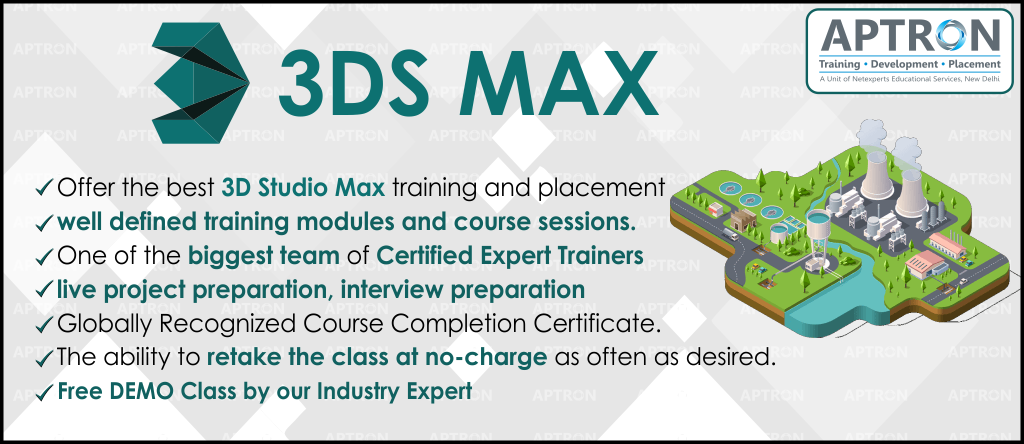 APTRON
Training • Development • Placement
A Unit of Netexperts Educational Services, New Delhi
3DS MAX
✓Offer the best 3D Studio Max training and placement
✓well defined training modules and course sessions.
✓One of the biggest team of Certified Expert Trainers
✓live project preparation, interview preparation
✓Globally Recognized Course Completion Certificate.
✓The ability to retake the class at no-charge as often as desired.
✓Free DEMO Class by our Industry Expert